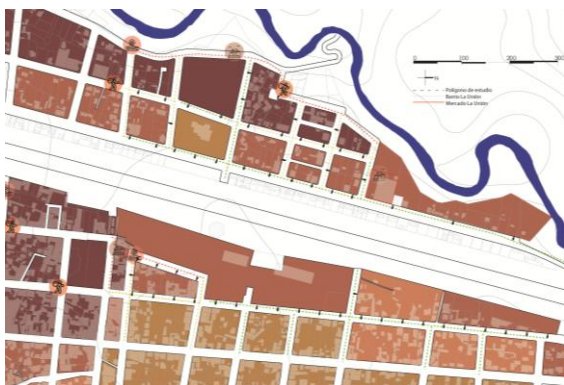 0 100 200 300
N
Polígono de estudio
Barrio La Unión
Mercado La Unión